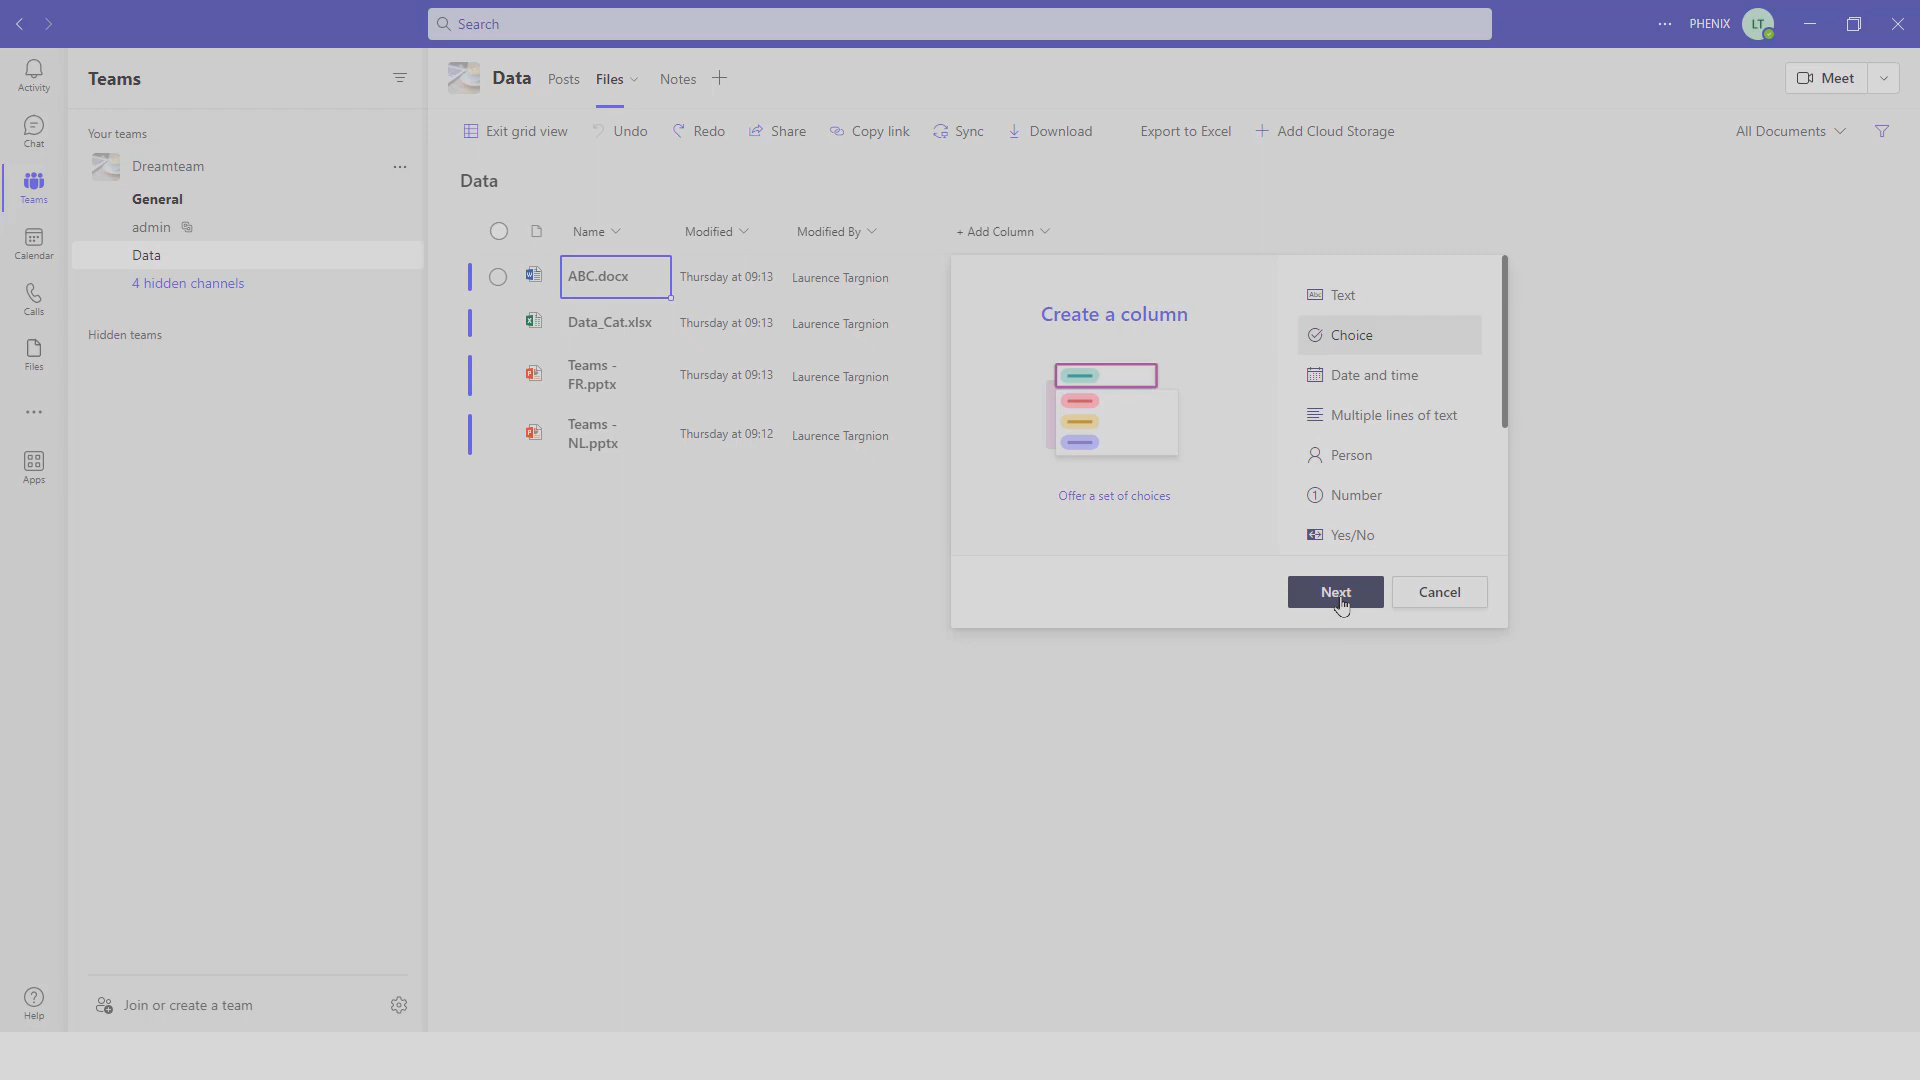 Search
PHENIX
LT
Activity
Chat
Teams
Calendar
Calls
Files
Apps
Help
Teams
Your teams
Dreamteam
General
admin
Data
4 hidden channels
Hidden teams
Join or create a team
Data
Posts
Files
Notes
Meet
Exit grid view
Undo
Redo
Share
Copy link
Sync
Download
Export to Excel
Add Cloud Storage
All Documents
Data
Name
Modified
Modified By
+ Add Column
ABC.docx
Thursday at 09:13
Laurence Targnion
Data_Cat.xlsx
Thursday at 09:13
Laurence Targnion
Teams -
FR.pptx
Thursday at 09:13
Laurence Targnion
Teams -
NL.pptx
Thursday at 09:12
Laurence Targnion
Create a column
Offer a set of choices
Abc
Text
Choice
Date and time
Multiple lines of text
Person
1
Number
Yes/No
Next
Cancel